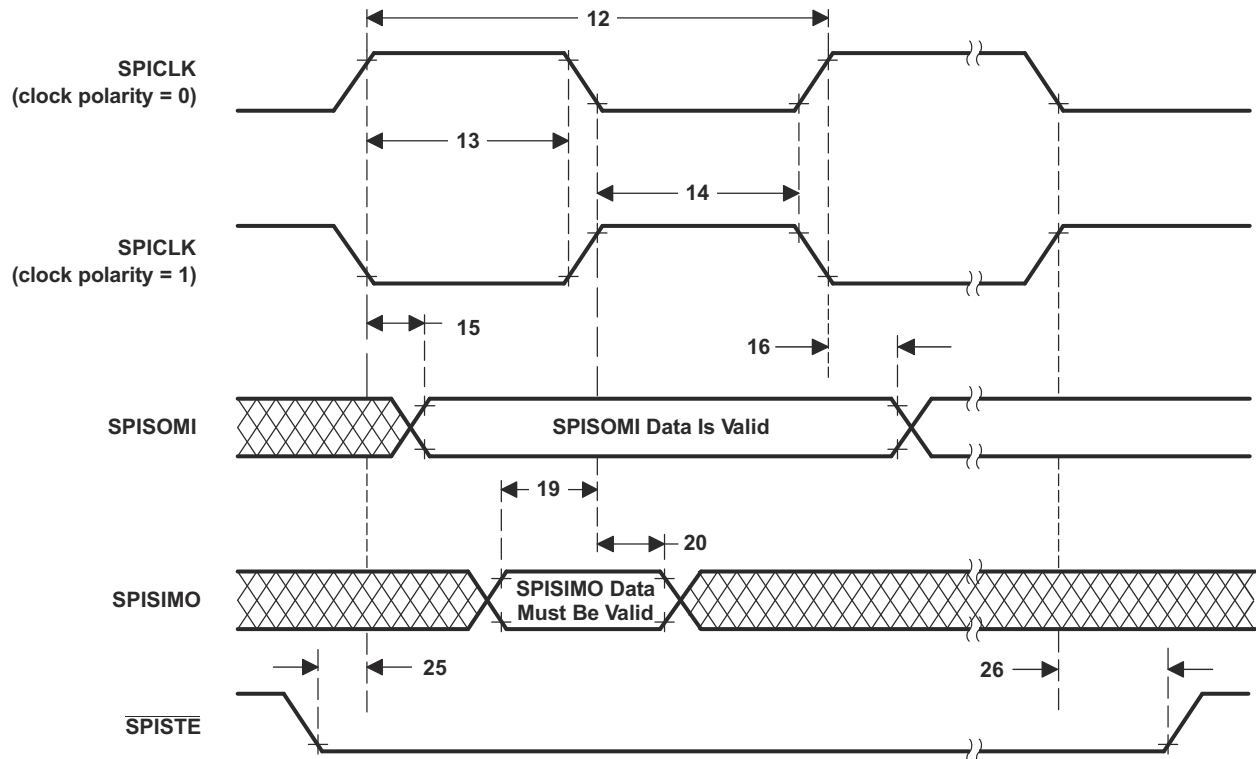 12
SPICLK
(clock polarity = 0)
13
14
SPICLK
(clock polarity = 1)
15
16
SPISOMI
SPISOMI Data Is Valid
19
20
SPISIMO
SPISIMO Data
Must Be Valid
25
26
SPISTE